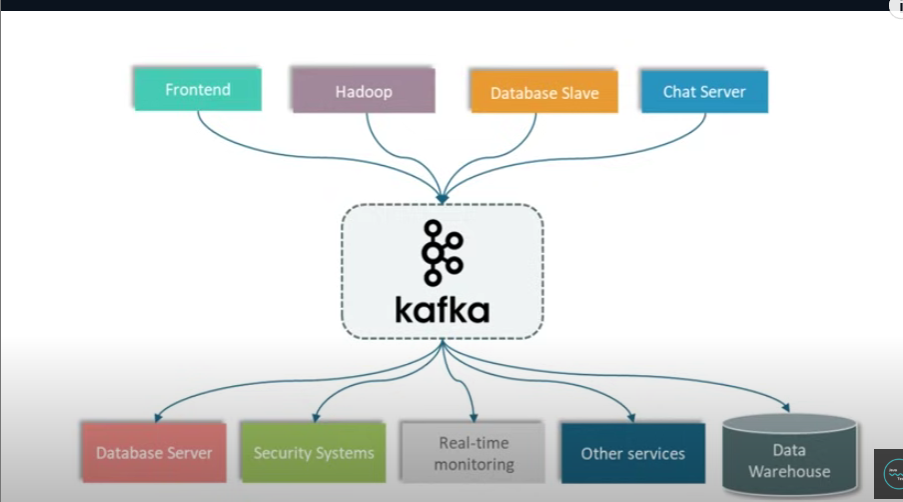 Frontend
Hadoop
Database Slave
Chat Server
kafka
Database Server
Security Systems
Real-time
monitoring
Other services
Data
Warehouse